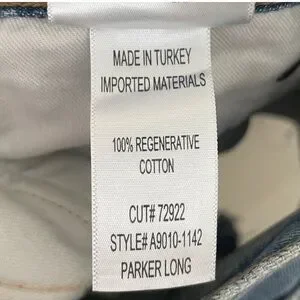 MADE IN TURKEY
IMPORTED MATERIALS
100% REGENERATIVE
COTTON
CUT# 72922
STYLE# A9010-1142
PARKER LONG